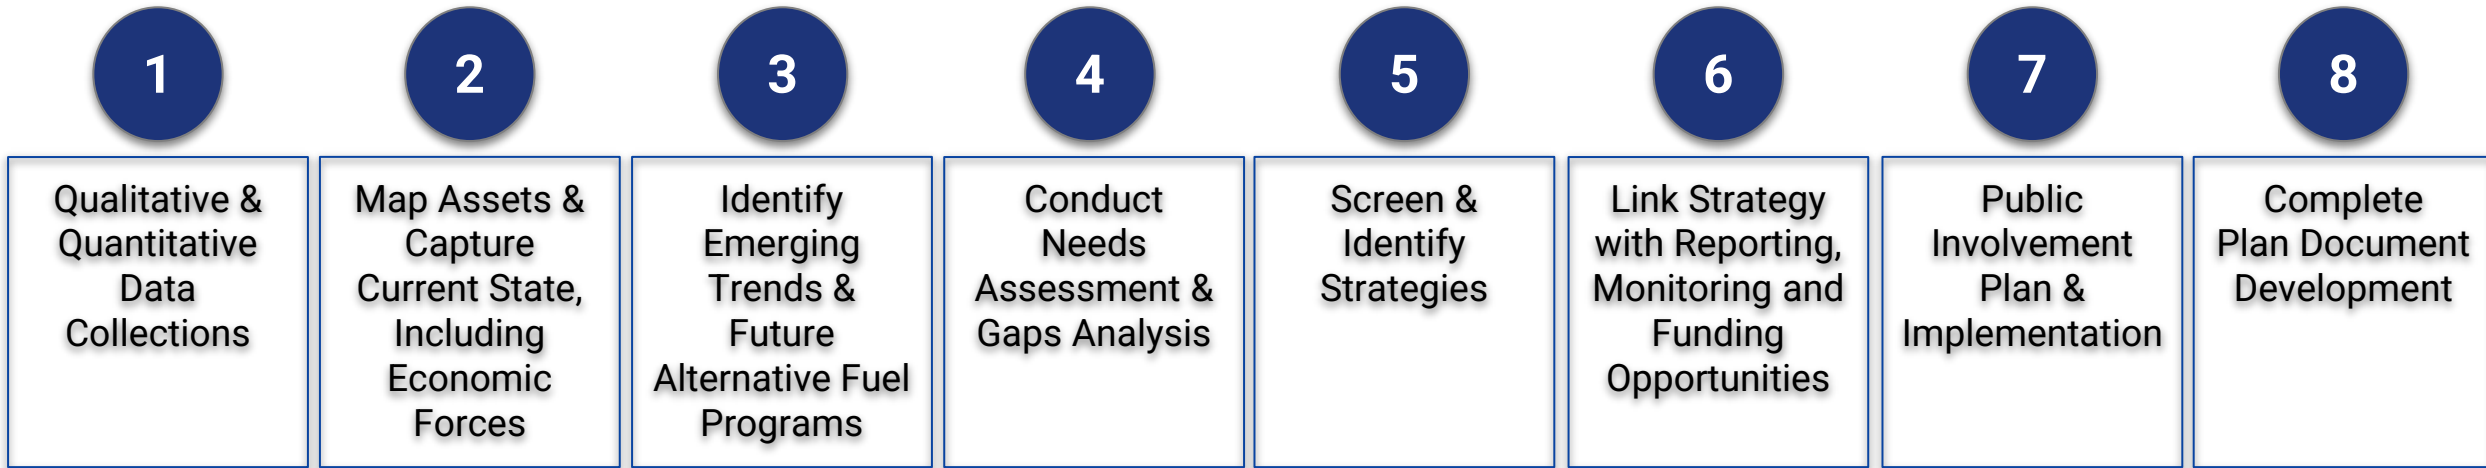 1
Qualitative &
Quantitative
Data
Collections
2
Map Assets &
Capture
Current State,
Including
Economic
Forces
3
Identify
Emerging
Trends &
Future
Alternative Fuel
Programs
4
Conduct
Needs
Assessment &
Gaps Analysis
5
Screen &
Identify
Strategies
6
Link Strategy
with Reporting,
Monitoring and
Funding
Opportunities
7
Public
Involvement
Plan &
Implementation
8
Complete
Plan Document
Development